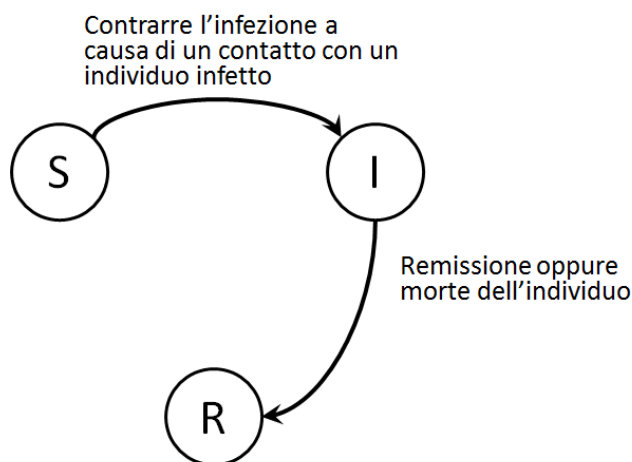 Contrarre l’infezione a
causa di un contatto con un
individuo infetto
S
I
Remissione oppure
morte dell’individuo
R